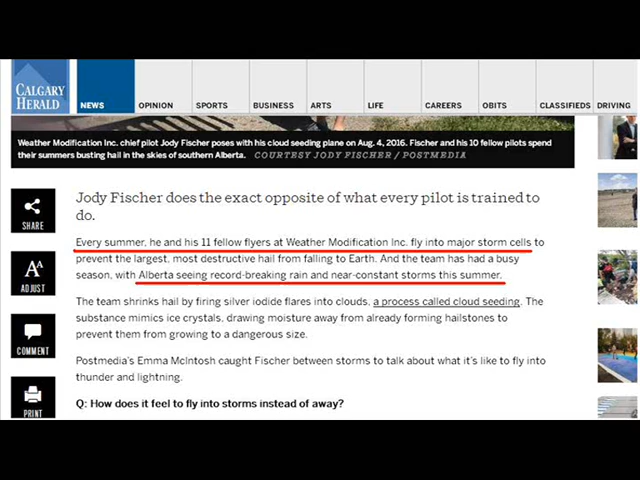 CALGARY
HERALD
NEWS
OPINION
SPORTS
BUSINESS
ARTS
LIFE
CAREERS
OBITS
CLASSIFIEDS
DRIVING
Weather Modification Inc. chief pilot Jody Fischer poses with his cloud seeding plane on Aug. 4, 2016. Fischer and his 10 fellow pilots spend
their summers busting hail in the skies of southern Alberta. COURTESY JODY FISCHER / POSTMEDIA
SHARE
AA
ADJUST
COMMENT
PRINT
Jody Fischer does the exact opposite of what every pilot is trained to
do.
Every summer, he and his 11 fellow flyers at Weather Modification Inc. fly into major storm cells to
prevent the largest, most destructive hail from falling to Earth. And the team has had a busy
season, with Alberta seeing record-breaking rain and near-constant storms this summer.
The team shrinks hail by firing silver iodide flares into clouds, a process called cloud seeding. The
substance mimics ice crystals, drawing moisture away from already forming hailstones to
prevent them from growing to a dangerous size.
Postmedia's Emma McIntosh caught Fischer between storms to talk about what it's like to fly into
thunder and lightning.
Q: How does it feel to fly into storms instead of away?